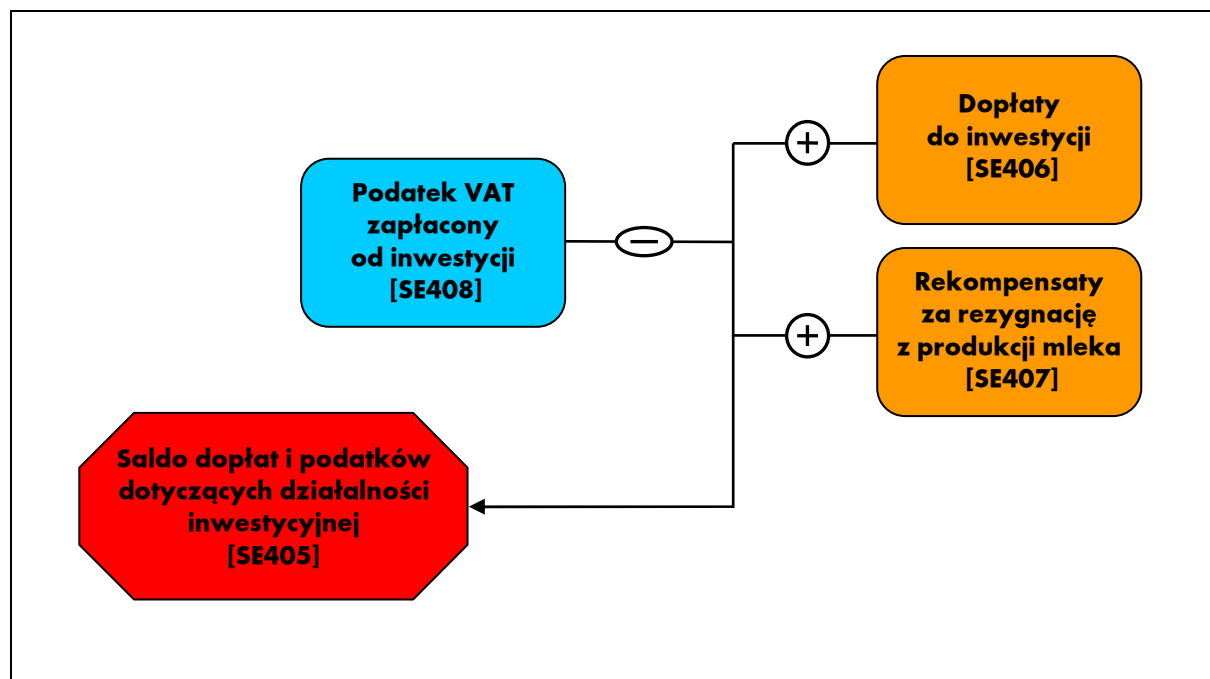 Dopłaty
do inwestycji
[SE406]
Podatek VAT
zapłacony
od inwestycji
[SE408]
Rekompensaty
za rezygnację
z produkcji mleka
[SE407]
Saldo dopłat i podatków
dotyczących działalności
inwestycyjnej
[SE405]